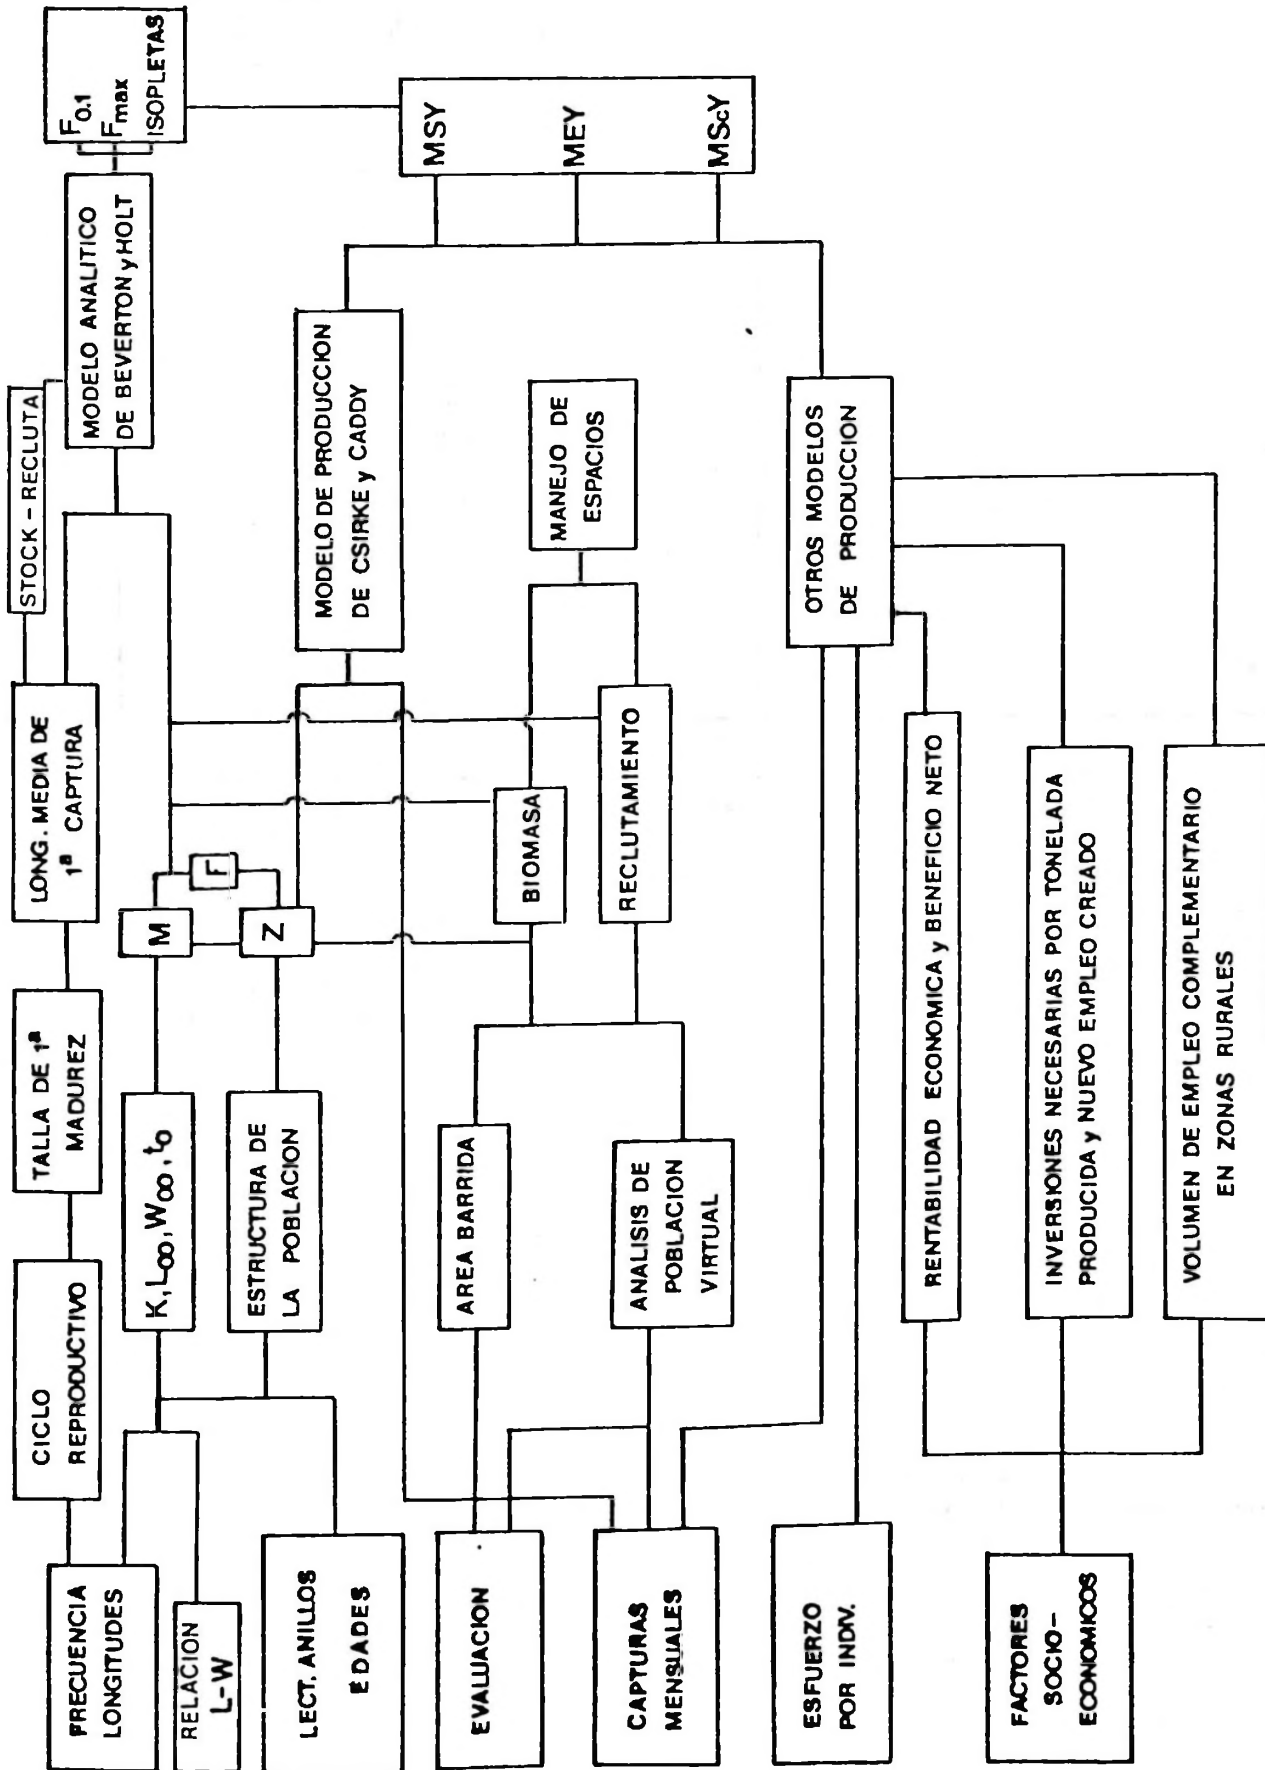 FRECUENCIA
LONGITUDES
RELACION
L-W
LECT. ANILLOS
EDADES
EVALUACION
CAPTURAS
MENSUALES
ESFUERZO
POR INDIV.
FACTORES
SOCIO-
ECONOMICOS
CICLO
REPRODUCTIVO
TALLA DE 1ª
MADUREZ
LONG. MEDIA DE
1ª CAPTURA
STOCK-RECLUTA
K, L∞, W∞, t₀
ESTRUCTURA DE
LA POBLACION
M
F
Z
AREA BARRIDA
ANALISIS DE
POBLACION
VIRTUAL
BIOMASA
RECLUTAMIENTO
MANEJO DE
ESPACIOS
RENTABILIDAD ECONOMICA y BENEFICIO NETO
INVERSIONES NECESARIAS POR TONELADA
PRODUCIDA y NUEVO EMPLEO CREADO
VOLUMEN DE EMPLEO COMPLEMENTARIO
EN ZONAS RURALES
MODELO ANALITICO
DE BEVERTON y HOLT
MODELO DE PRODUCCION
DE CSIRKE y CADDY
OTROS MODELOS
DE PRODUCCION
F0.1
Fmax
ISOPLETAS
MSY
MEY
MScY